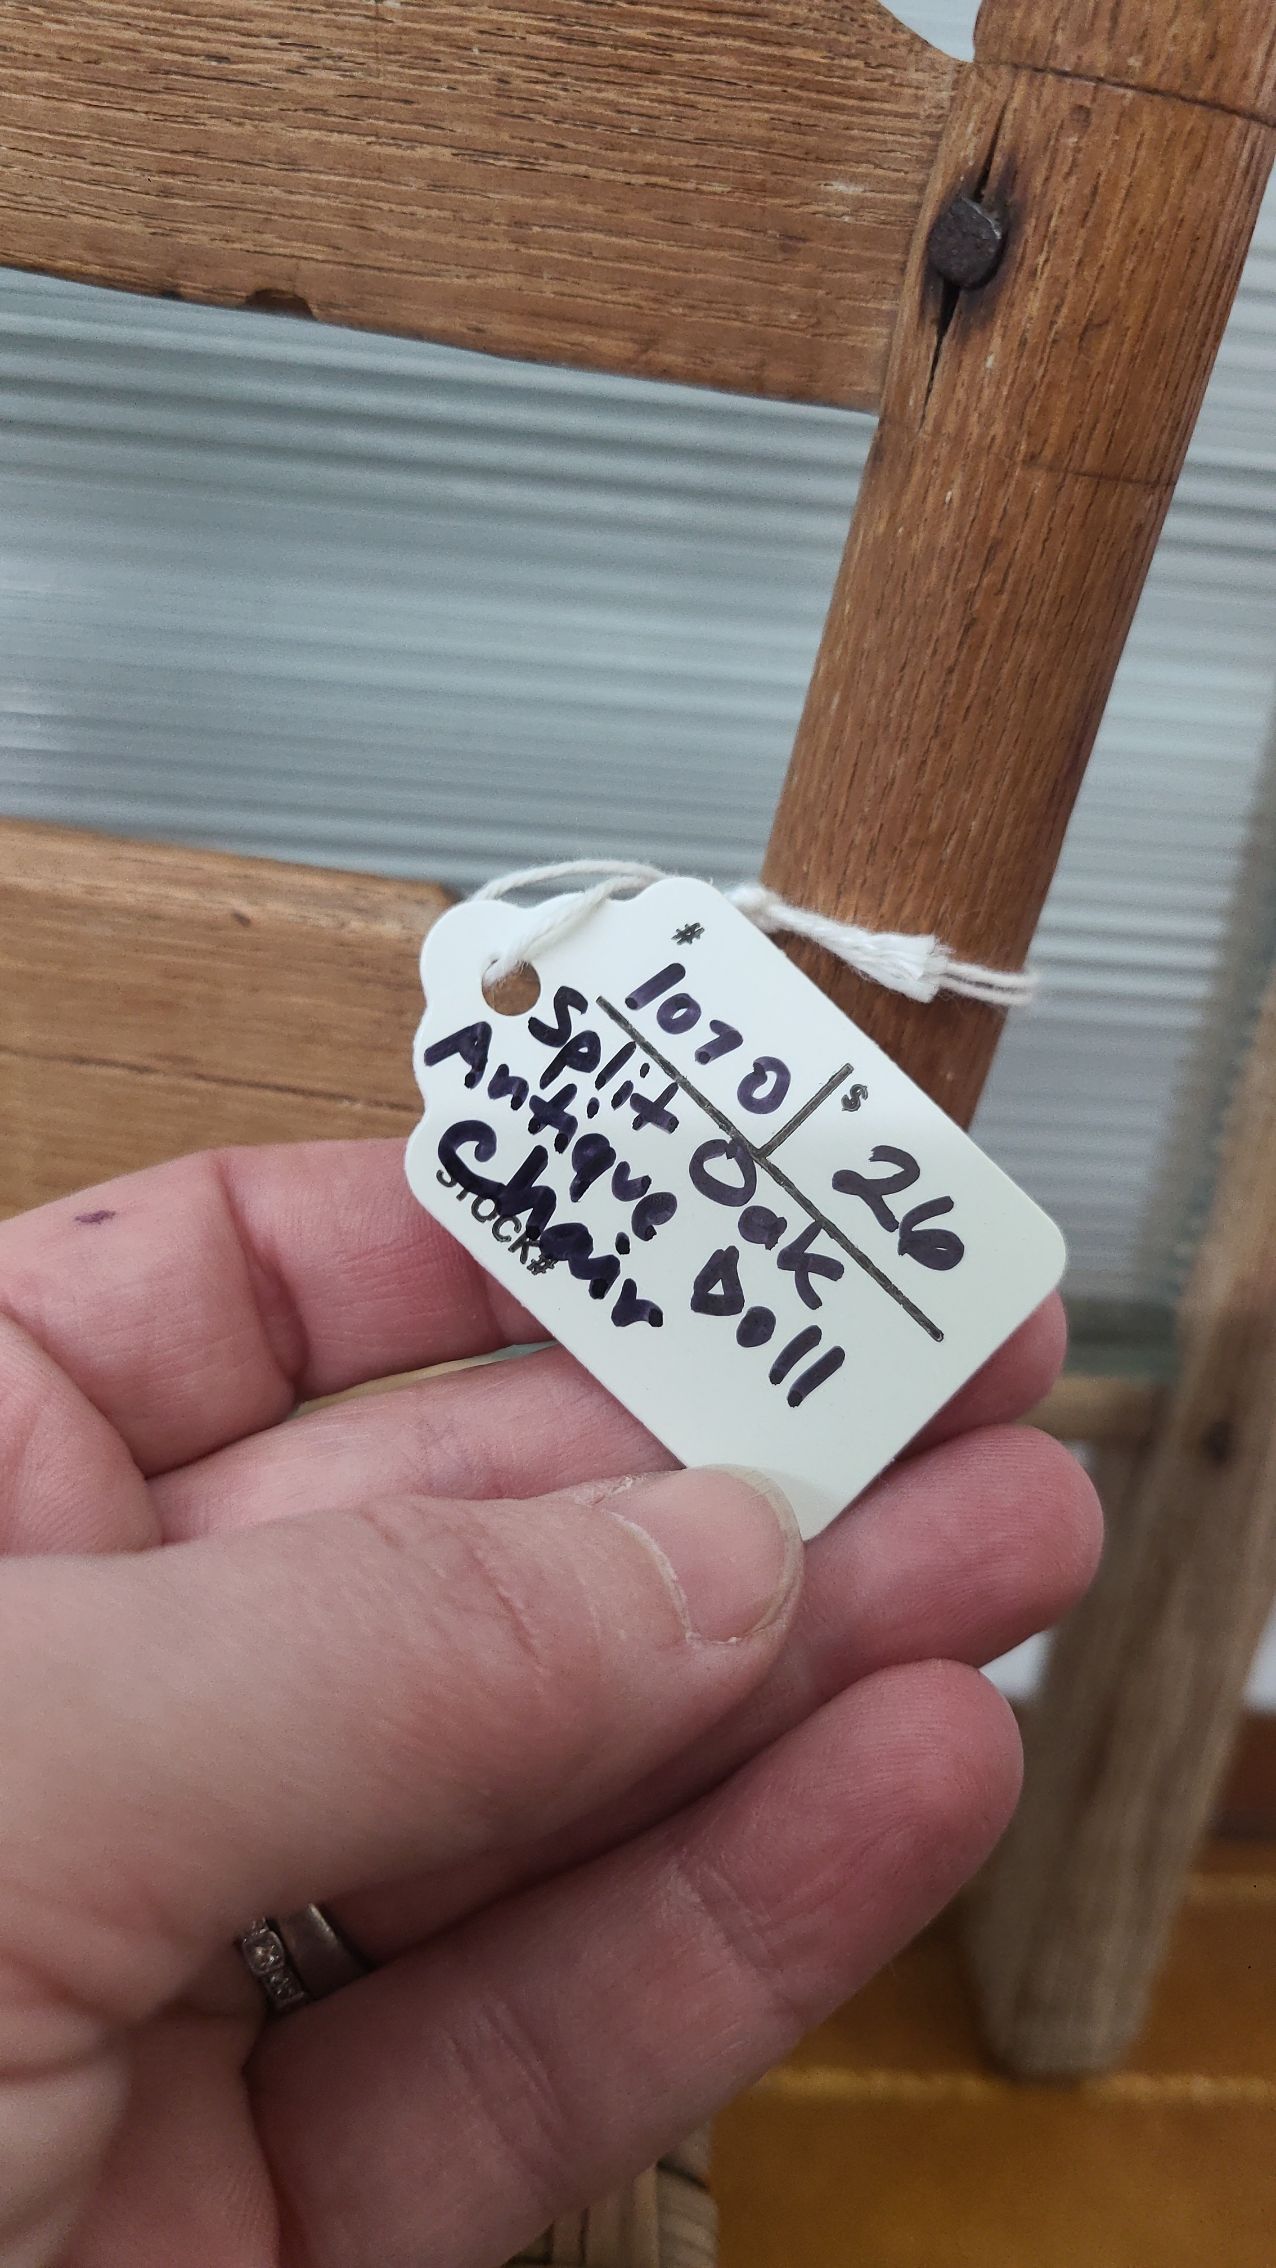 #
1070
$ 26
Split Oak
Antique Doll
Chair
STOCK#